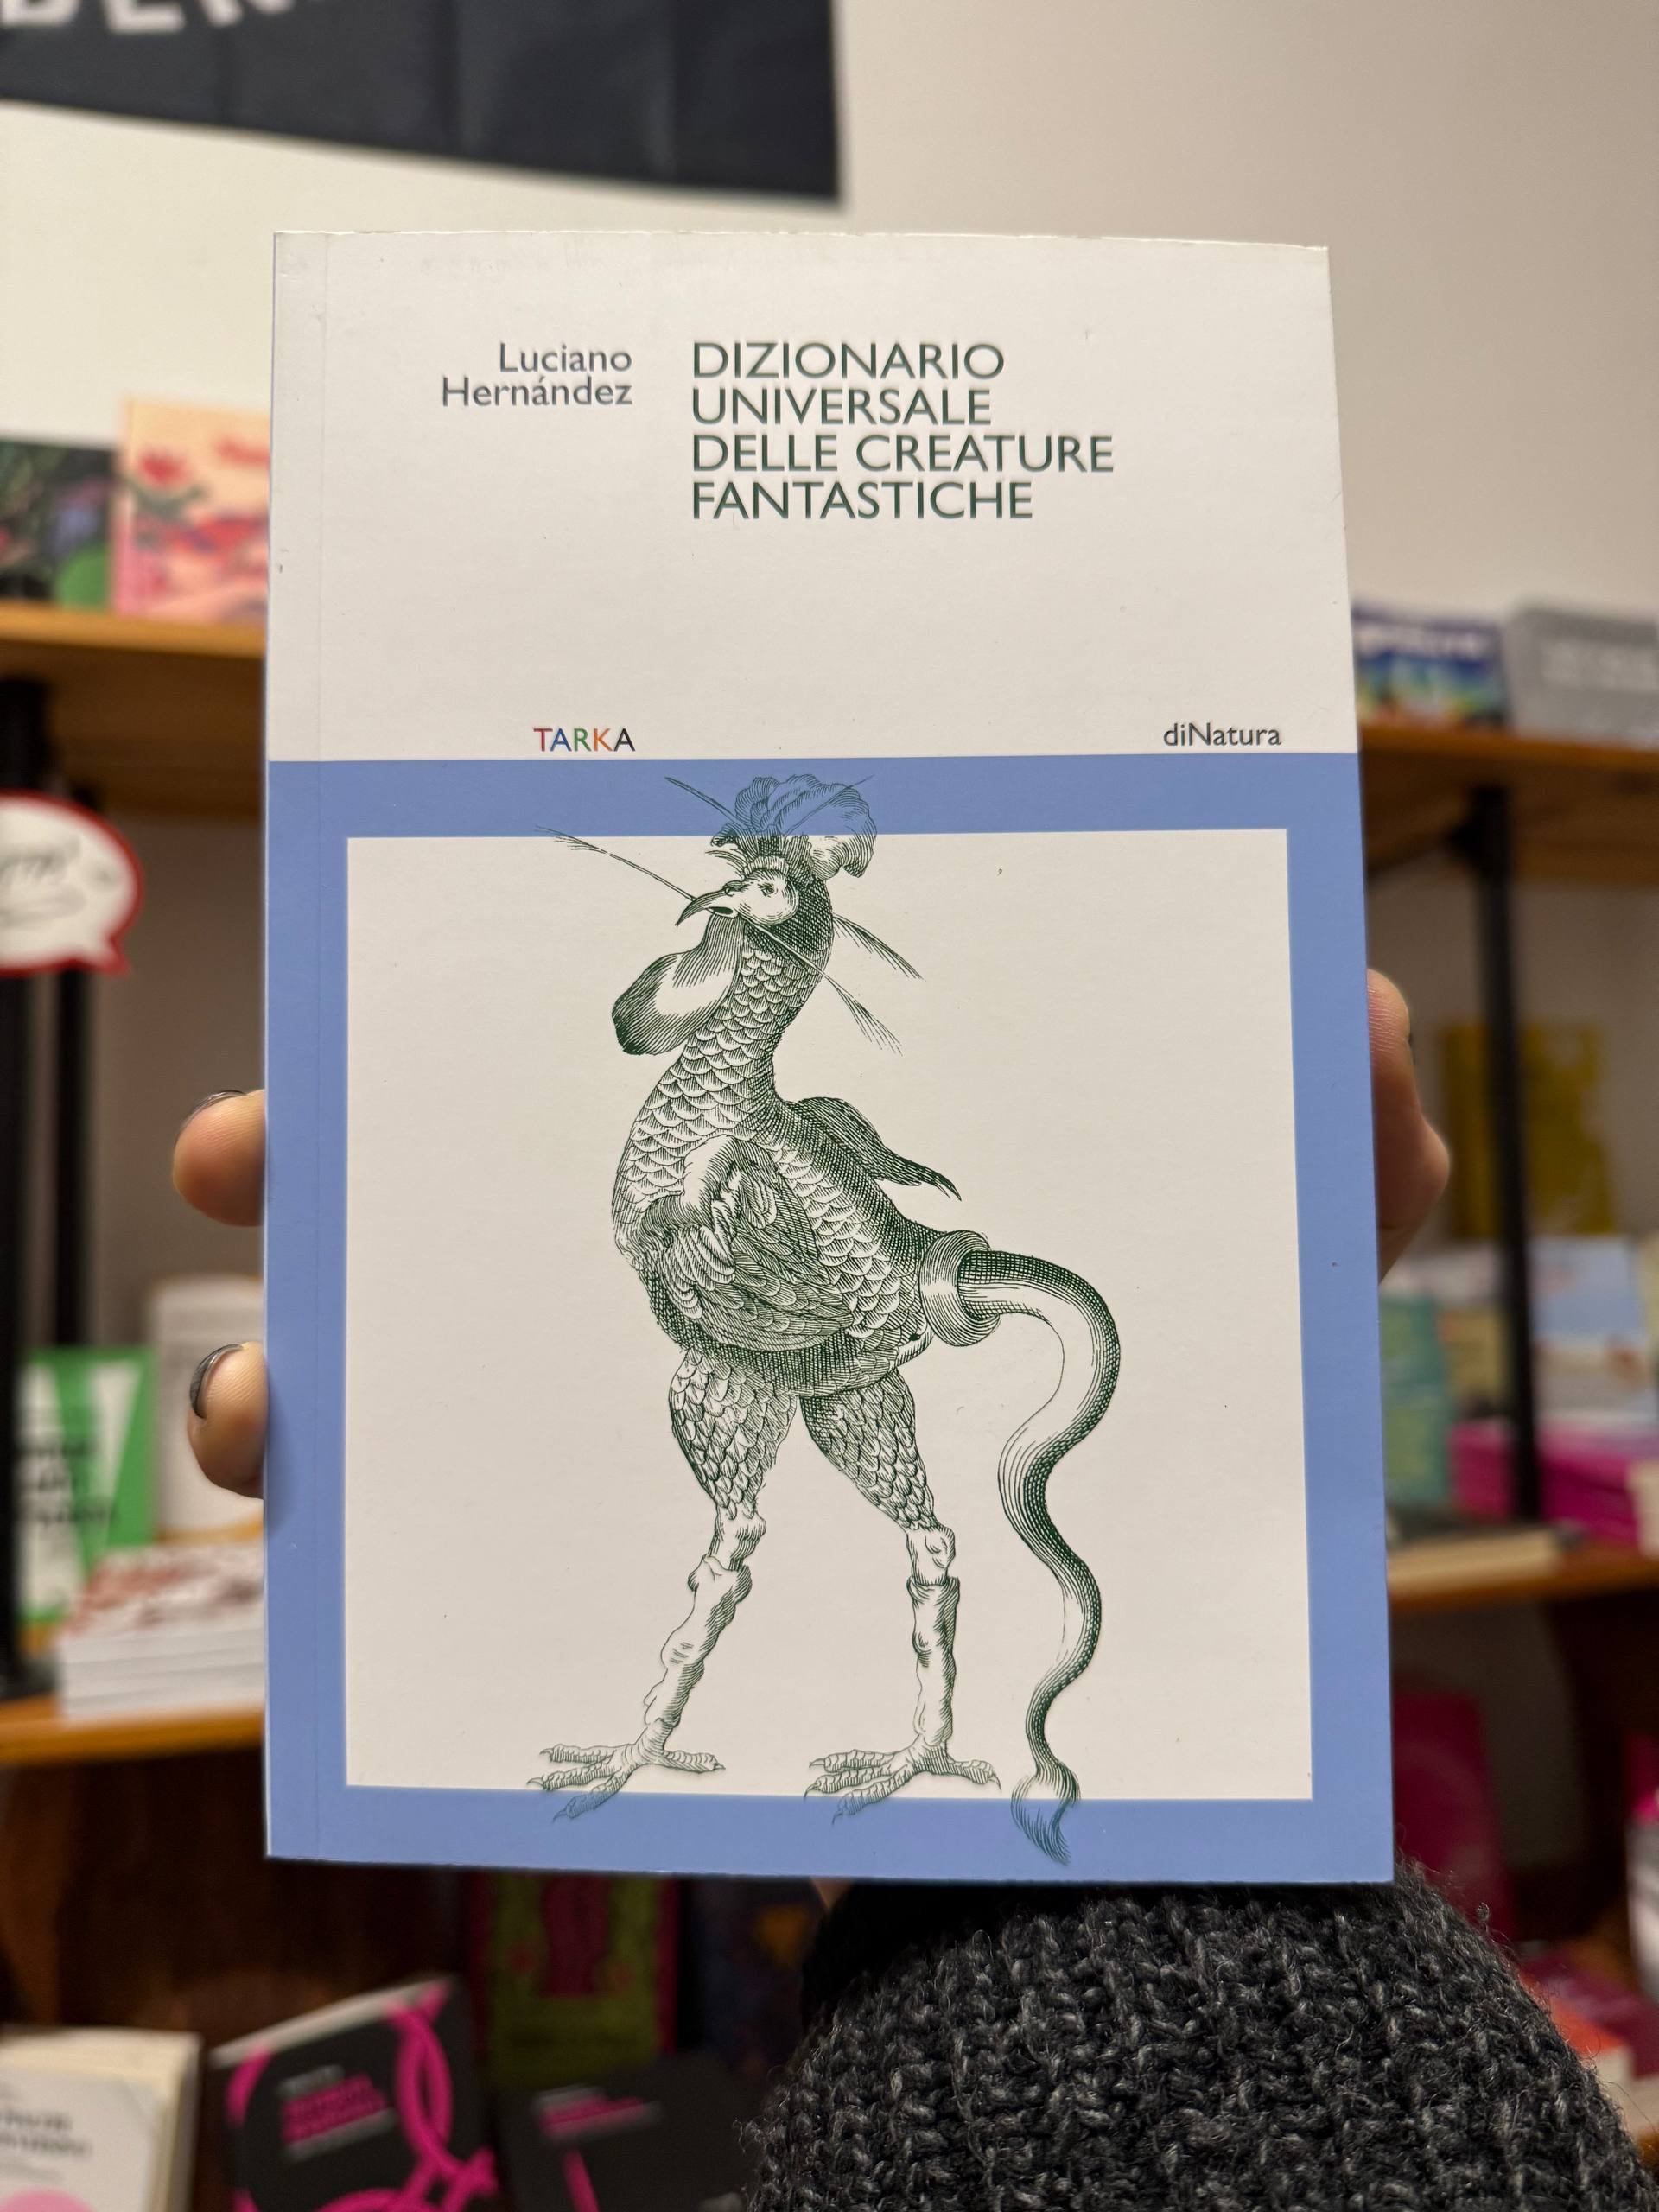 Luciano
Hernández
DIZIONARIO
UNIVERSALE
DELLE CREATURE
FANTASTICHE
TARKA
diNatura